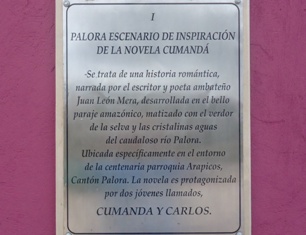 I
PALORA ESCENARIO DE INSPIRACIÓN
DE LA NOVELA CUMANDÁ
-Se trata de una historia romántica,
narrada por el escritor y poeta ambateño
Juan León Mera, desarrollada en el bello
paraje amazónico, matizado con el verdor
de la selva y las cristalinas aguas
del caudaloso río Palora.
Ubicada específicamente en el entorno
de la centenaria parroquia Arapicos,
Cantón Palora. La novela es protagonizada
por dos jóvenes llamados,
CUMANDA Y CARLOS.